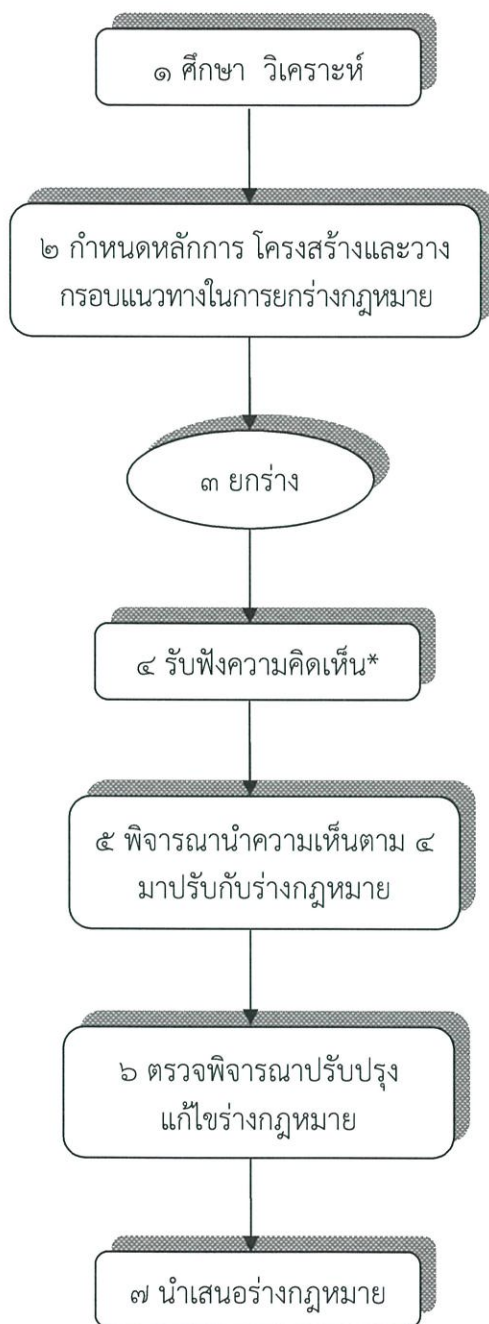 ๑ ศึกษา วิเคราะห์
๒ กำหนดหลักการ โครงสร้างและวาง
กรอบแนวทางในการยกร่างกฎหมาย
๓ ยกร่าง
๔ รับฟังความคิดเห็น*
๕ พิจารณานำความเห็นตาม ๔
มาปรับกับร่างกฎหมาย
๖ ตรวจพิจารณาปรับปรุง
แก้ไขร่างกฎหมาย
๗ นำเสนอร่างกฎหมาย